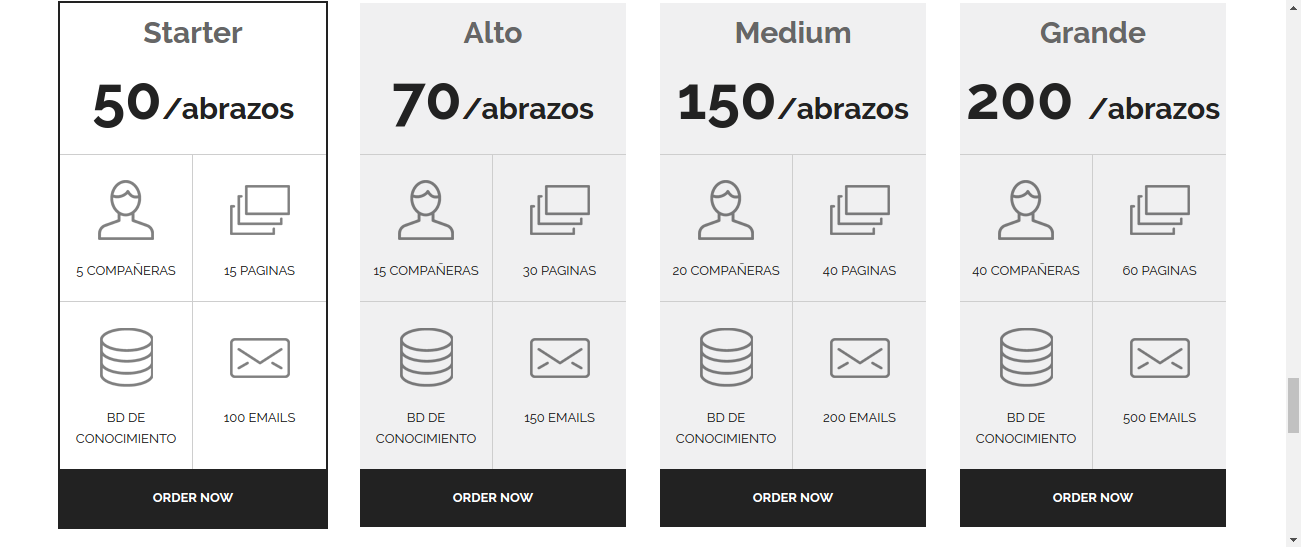 Starter
50/abrazos
5 COMPAÑERAS
15 PAGINAS
BD DE
CONOCIMIENTO
100 EMAILS
ORDER NOW
Alto
70/abrazos
15 COMPAÑERAS
30 PAGINAS
BD DE
CONOCIMIENTO
150 EMAILS
ORDER NOW
Medium
150/abrazos
20 COMPAÑERAS
40 PAGINAS
BD DE
CONOCIMIENTO
200 EMAILS
ORDER NOW
Grande
200 /abrazos
40 COMPAÑERAS
60 PAGINAS
BD DE
CONOCIMIENTO
500 EMAILS
ORDER NOW